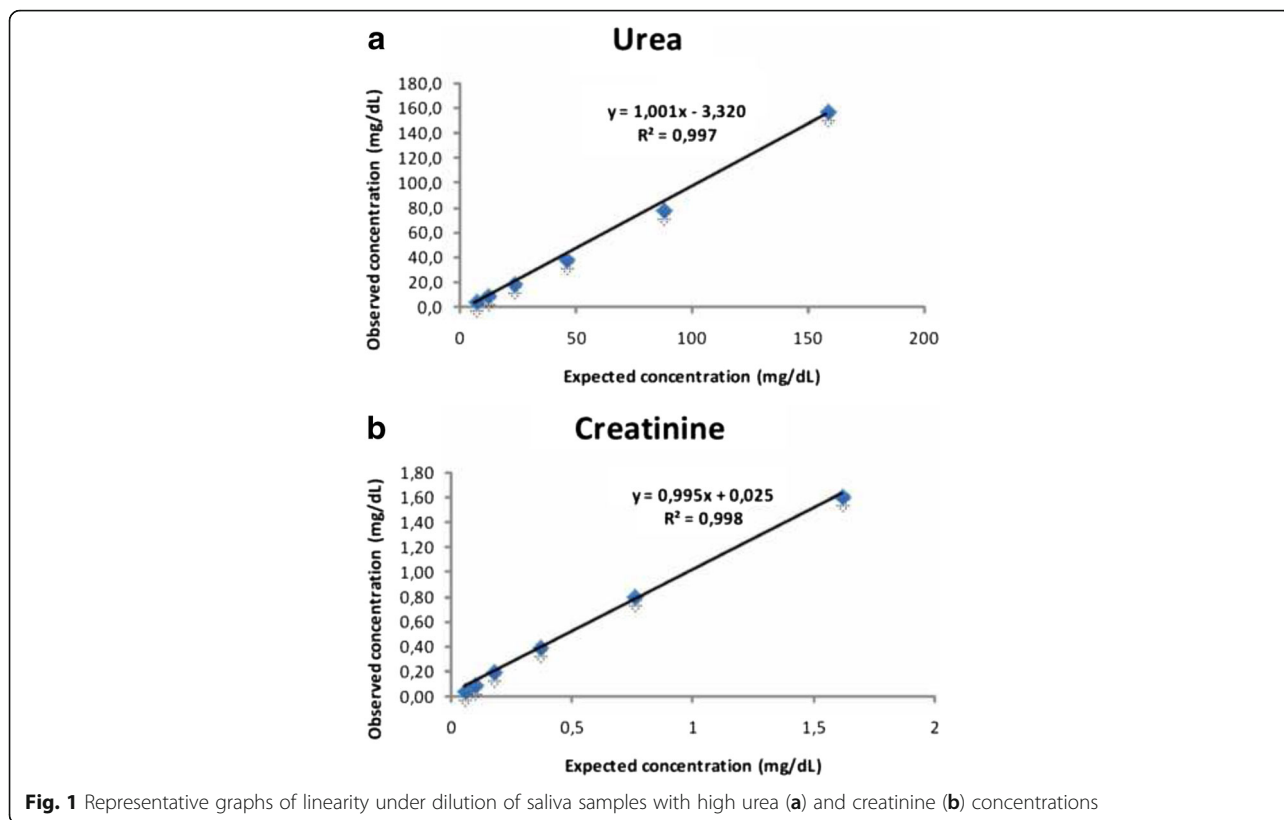 a
Urea
180,0
160,0
140,0
120,0
100,0
80,0
60,0
40,0
20,0
0,0
Observed concentration (mg/dL)
y = 1,001x - 3,320
R² = 0,997
0 50 100 150 200
Expected concentration (mg/dL)
b
Creatinine
1,80
1,60
1,40
1,20
1,00
0,80
0,60
0,40
0,20
0,00
Observed concentration (mg/dL)
y = 0,995x + 0,025
R² = 0,998
0 0,5 1 1,5 2
Expected concentration (mg/dL)
Fig. 1 Representative graphs of linearity under dilution of saliva samples with high urea (a) and creatinine (b) concentrations